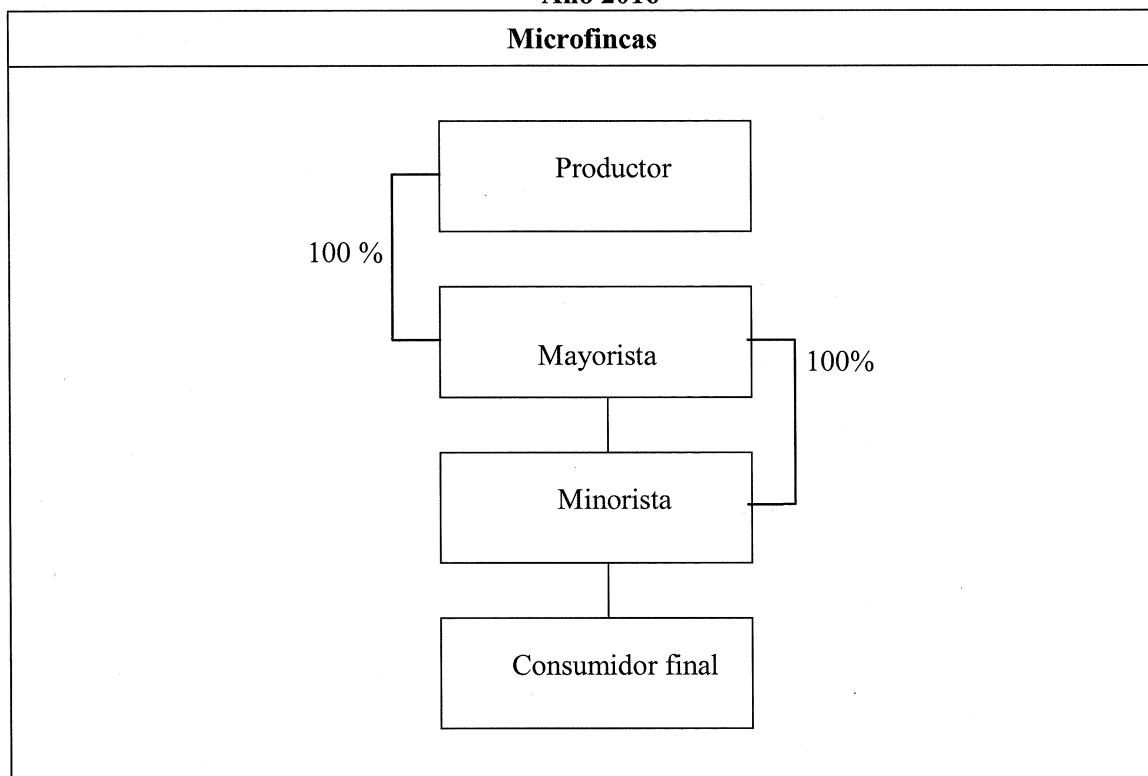 Microfincas
Productor
100 %
Mayorista
100%
Minorista
Consumidor final